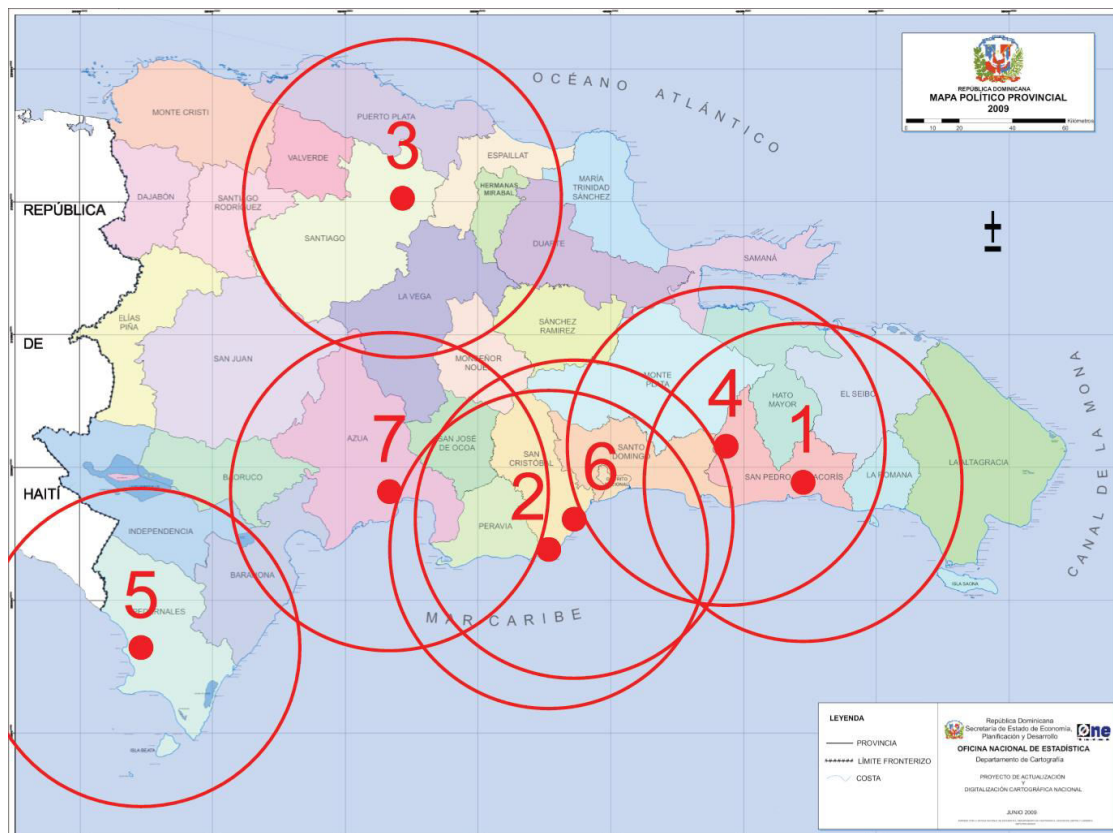 OCÉANO ATLÁNTICO
REPÚBLICA DOMINICANA
MAPA POLÍTICO PROVINCIAL
2009
0 10 20 40 60 Kilómetros
MONTE CRISTI
PUERTO PLATA
3
VALVERDE
ESPAILLAT
HERMANAS
MIRABAL
MARÍA
TRINIDAD
SÁNCHEZ
DAJABÓN
SANTIAGO
RODRÍGUEZ
REPÚBLICA
SANTIAGO
DUARTE
SAMANÁ
LA VEGA
ELÍAS
PIÑA
SÁNCHEZ
RAMIREZ
DE
SAN JUAN
MONSEÑOR
NOUEL
MONTE
PLATA
HATO
MAYOR
EL SEIBO
4
1
7
AZUA
SAN JOSÉ
DE OCOA
SAN
CRISTÓBAL
SANTO
DOMINGO
6
LA ALTAGRACIA
CANAL DE LA MONA
BAORUCO
SAN PEDRO DE MACORÍS
LA ROMANA
HAITÍ
2
DISTRITO
NACIONAL
PERAVIA
INDEPENDENCIA
BARAHONA
5
PEDERNALES
ISLA SAONA
MAR CARIBE
ISLA BEATA
LEYENDA
PROVINCIA
LÍMITE FRONTERIZO
COSTA
República Dominicana
Secretaría de Estado de Economía,
Planificación y Desarrollo
one
OFICINA NACIONAL DE ESTADÍSTICA
Departamento de Cartografía
PROYECTO DE ACTUALIZACIÓN
Y
DIGITALIZACIÓN CARTOGRÁFICA NACIONAL
JUNIO 2009